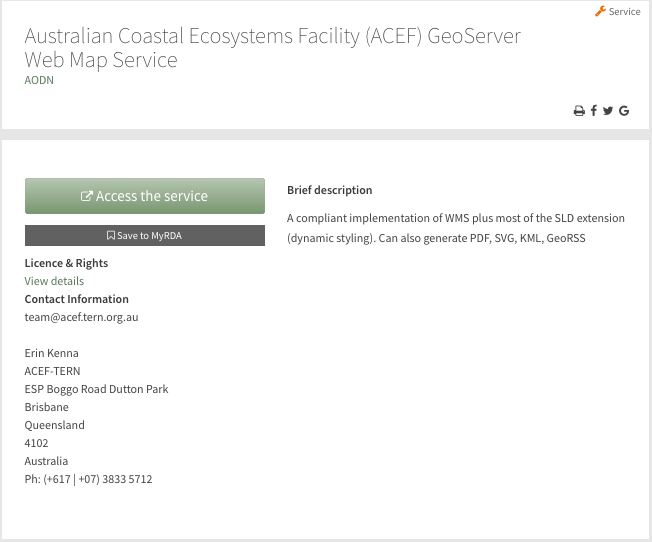 Service
Australian Coastal Ecosystems Facility (ACEF) GeoServer
Web Map Service
AODN
Access the service
Save to MyRDA
Licence & Rights
View details
Contact Information
team@acef.tern.org.au
Erin Kenna
ACEF-TERN
ESP Boggo Road Dutton Park
Brisbane
Queensland
4102
Australia
Ph: (+617 | +07) 3833 5712
Brief description
A compliant implementation of WMS plus most of the SLD extension
(dynamic styling). Can also generate PDF, SVG, KML, GeoRSS